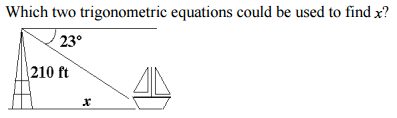 Which two trigonometric equations could be used to find x?
23°
210 ft
x